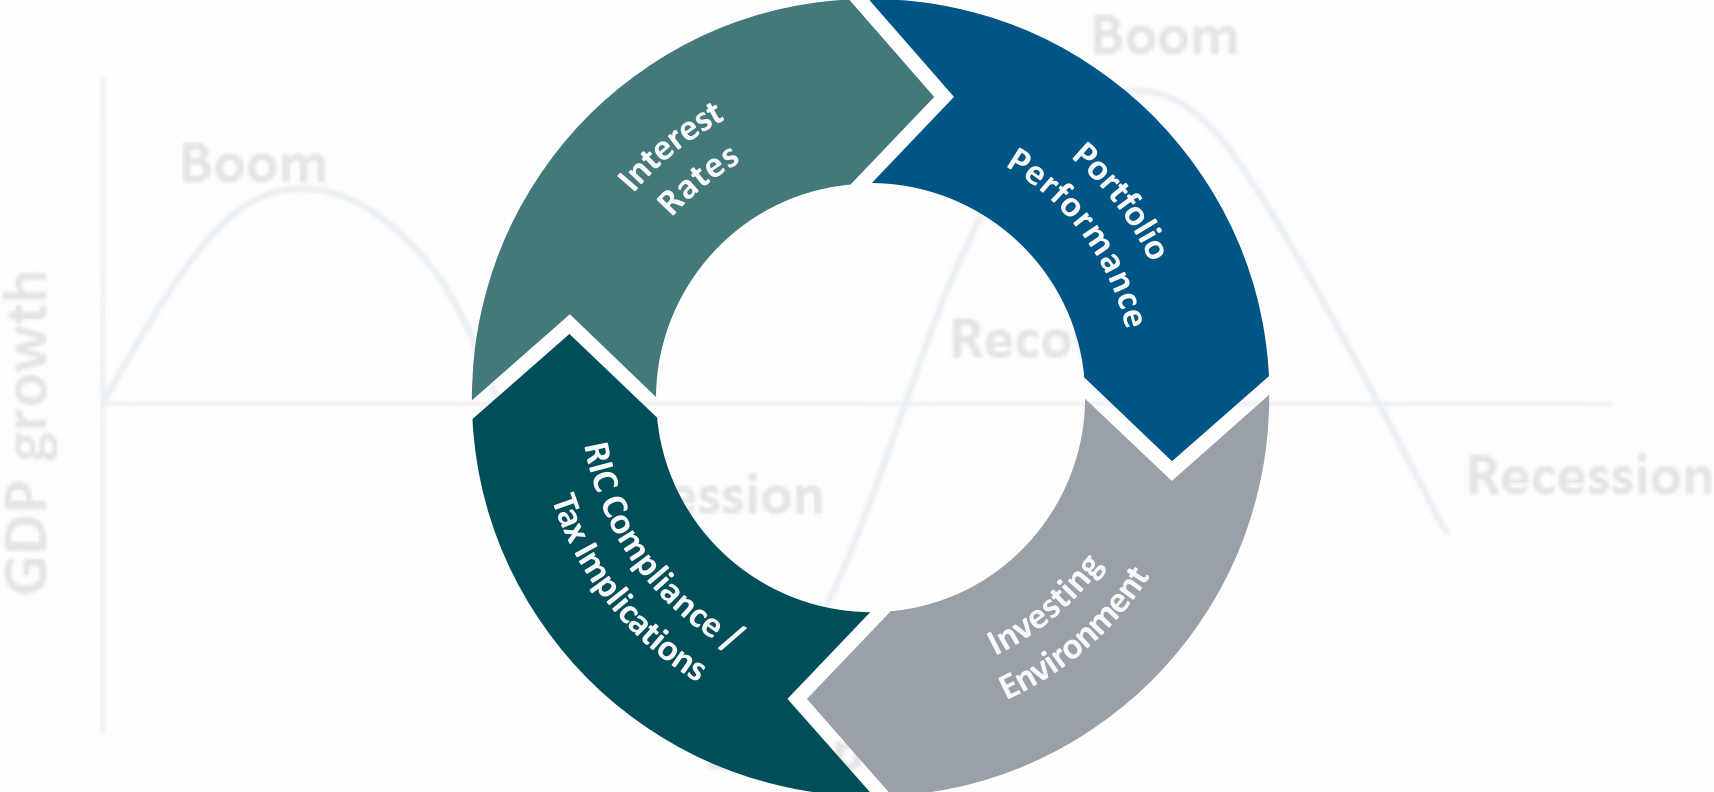 Boom
Boom
Interest
Rates
Portfolio
Performance
GDP growth
Reco
ession
Recession
RIC Compliance /
Tax Implications
Investing
Environment